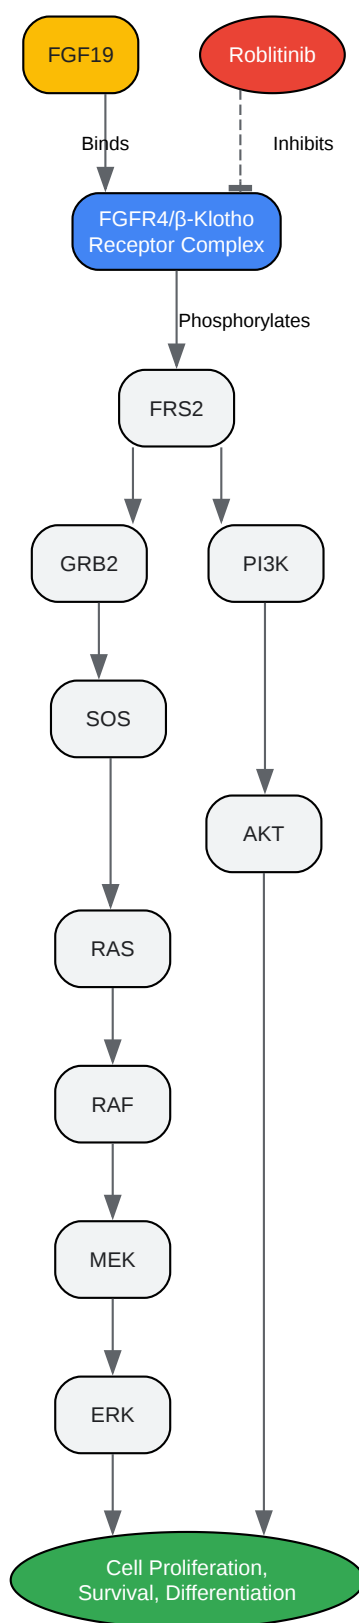 FGF19
Roblitinib
Binds
Inhibits
FGFR4/β-Klotho
Receptor Complex
Phosphorylates
FRS2
GRB2
PI3K
SOS
AKT
RAS
RAF
MEK
ERK
Cell Proliferation,
Survival, Differentiation